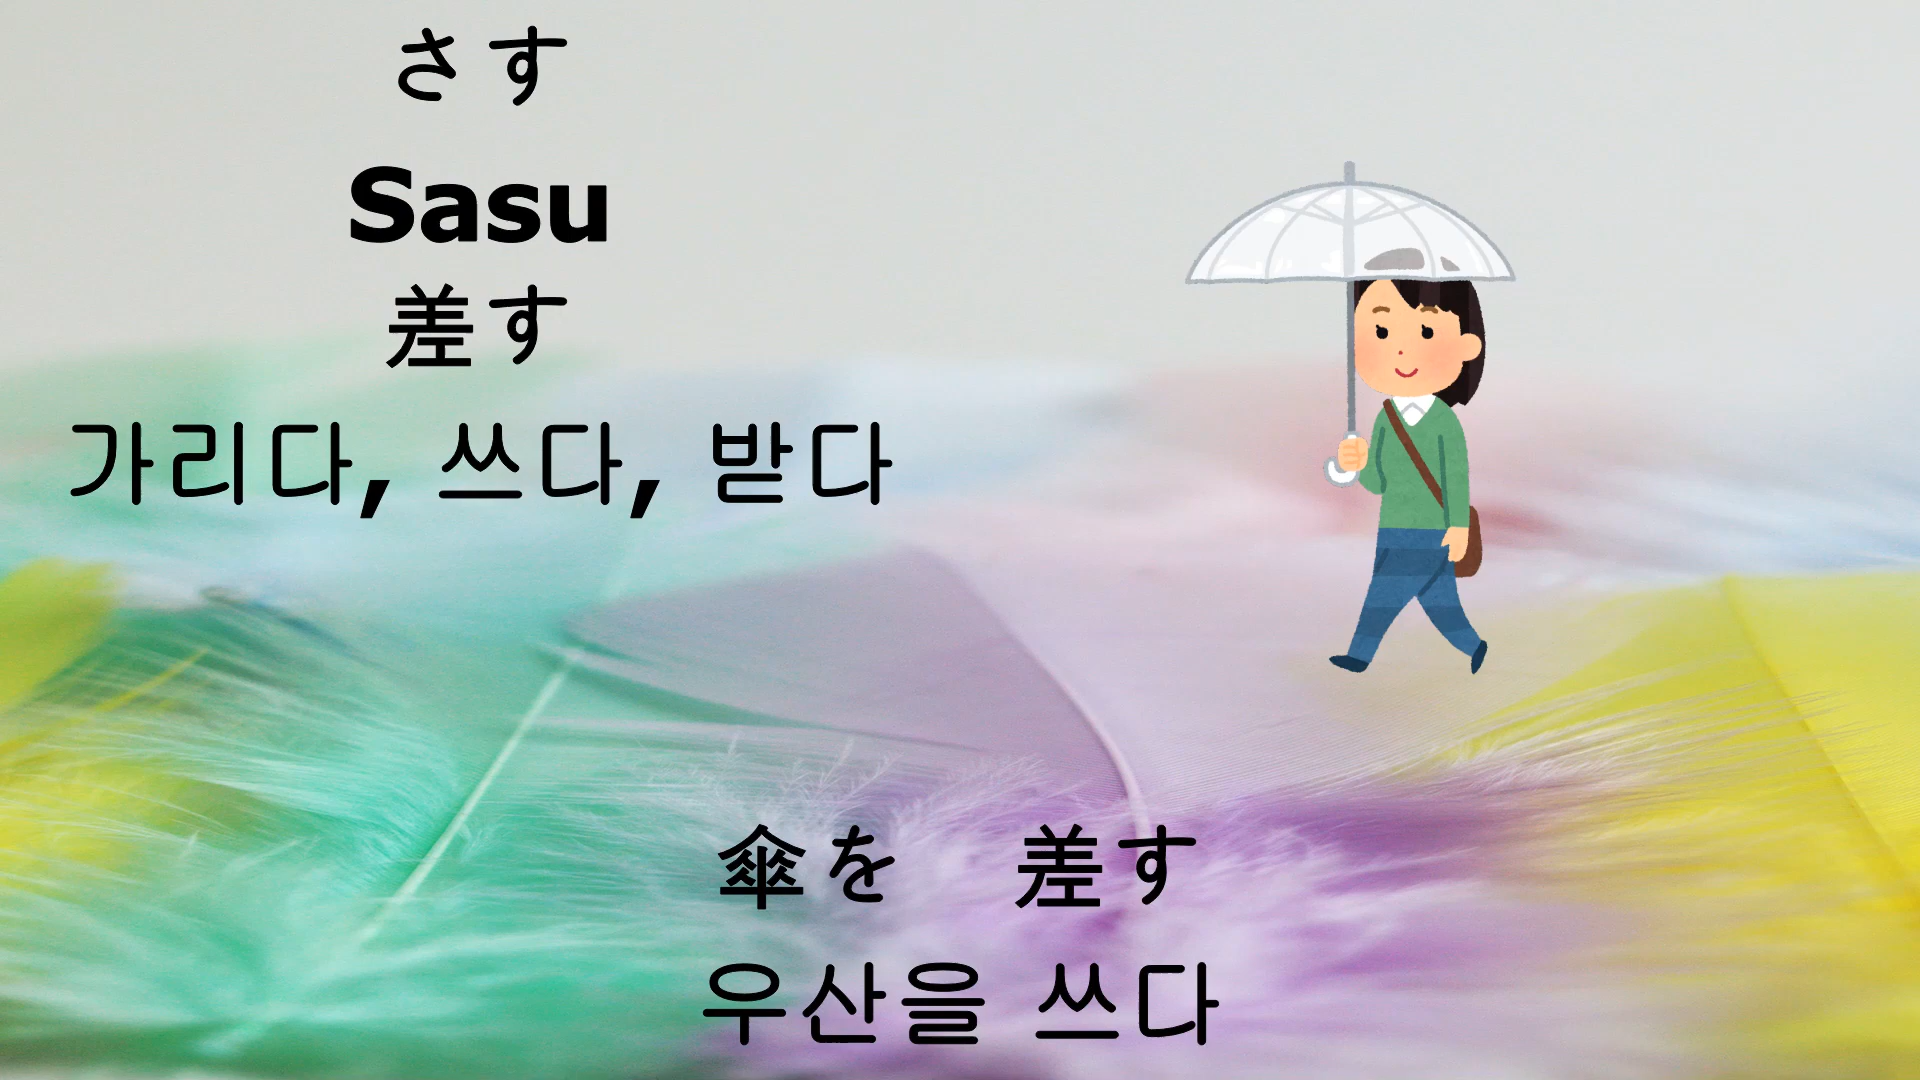 さす
Sasu
差す
가리다, 쓰다, 받다
傘を　差す
우산을 쓰다